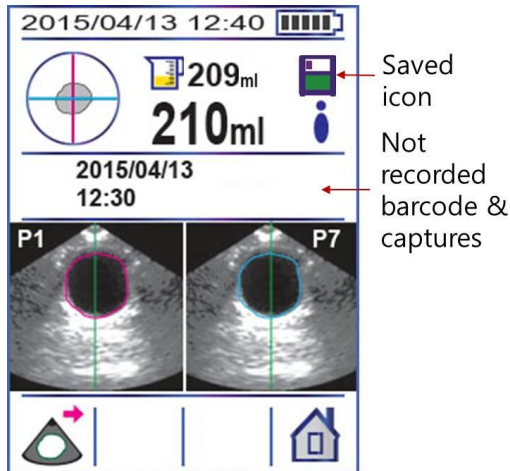 2015/04/13 12:40
209ml
210ml
2015/04/13
12:30
P1
P7
Saved
icon
Not
recorded
barcode &
captures